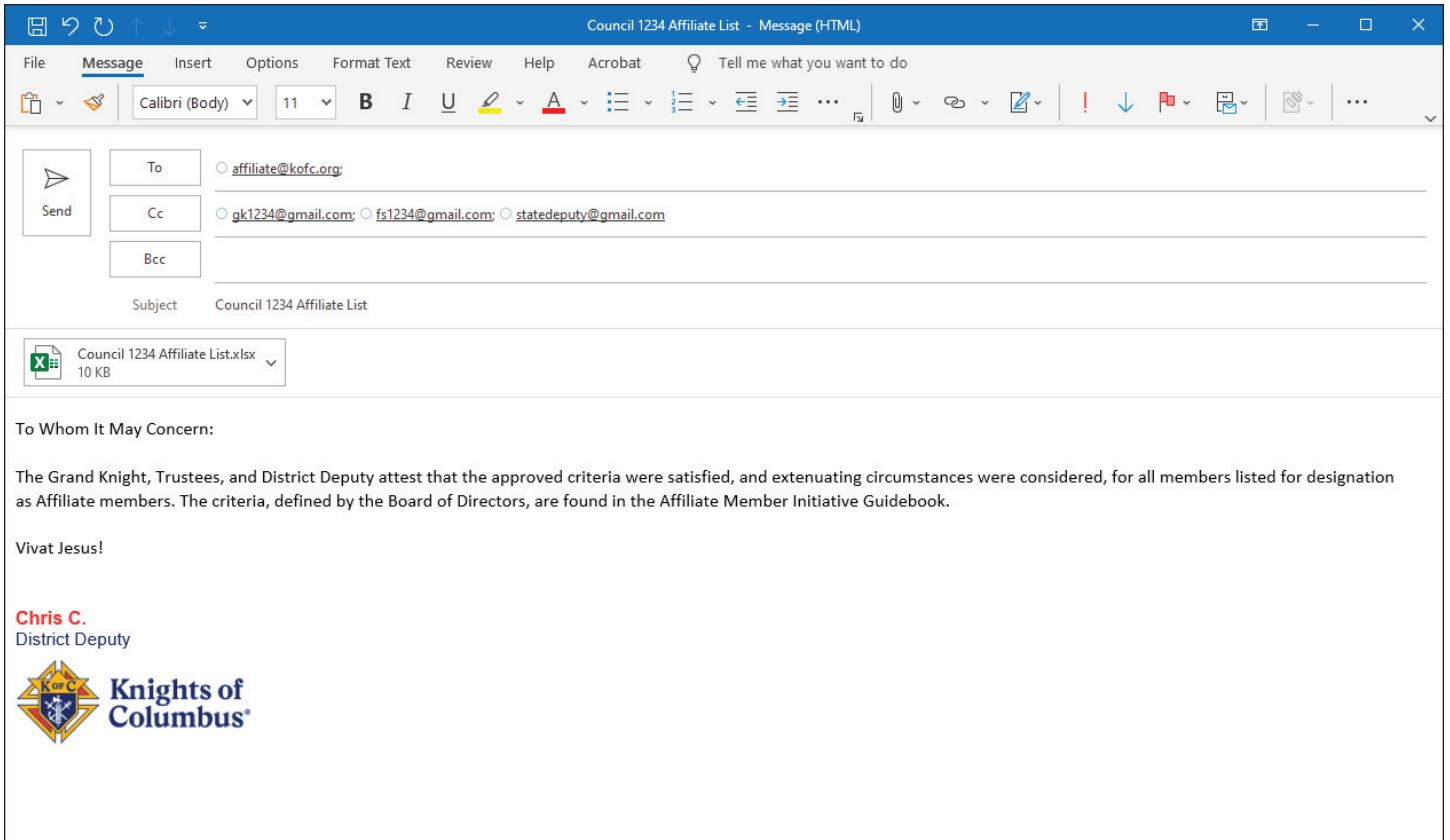 Council 1234 Affiliate List - Message (HTML)
File Message Insert Options Format Text Review Help Acrobat Tell me what you want to do
Calibri (Body) 11 B I U A
Send
To affiliate@kofc.org;
Cc gk1234@gmail.com; fs1234@gmail.com; statedeputy@gmail.com
Bcc
Subject Council 1234 Affiliate List
Council 1234 Affiliate List.xlsx
10 KB
To Whom It May Concern:
The Grand Knight, Trustees, and District Deputy attest that the approved criteria were satisfied, and extenuating circumstances were considered, for all members listed for designation
as Affiliate members. The criteria, defined by the Board of Directors, are found in the Affiliate Member Initiative Guidebook.
Vivat Jesus!
Chris C.
District Deputy
K OF C
Knights of
Columbus®